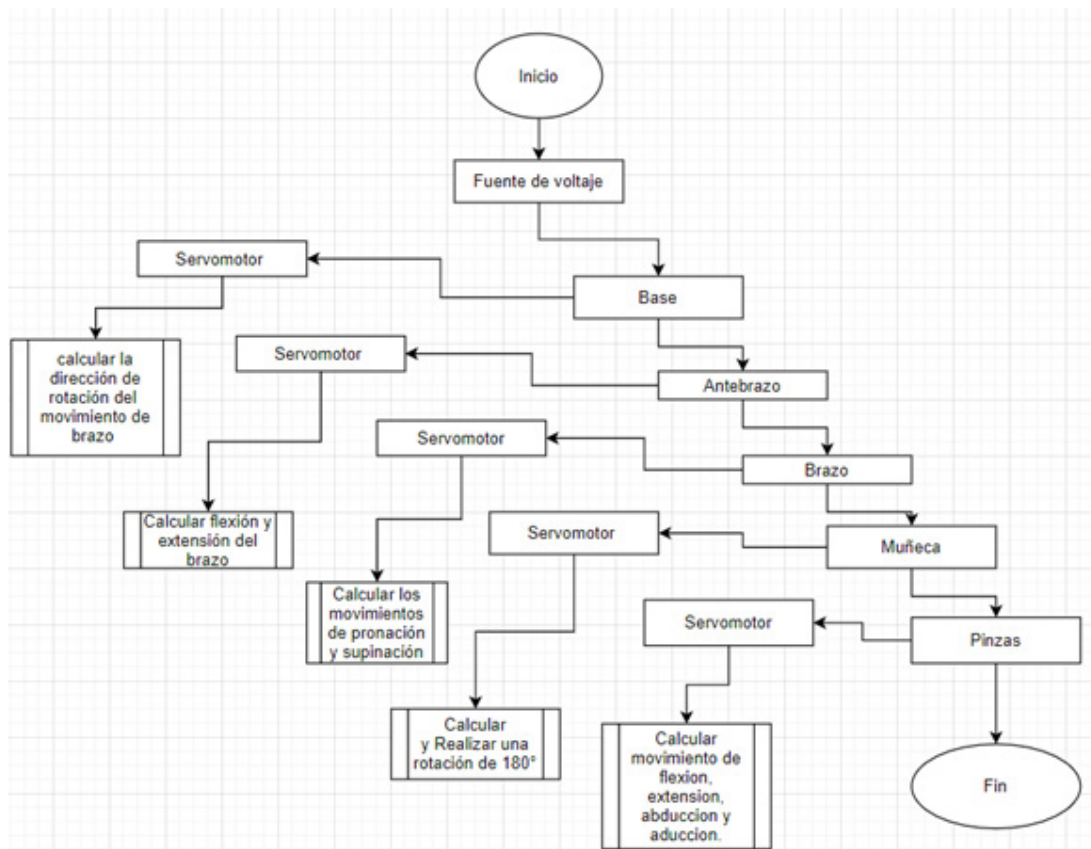 Inicio
Fuente de voltaje
Servomotor
Base
calcular la
dirección de
rotación del
movimiento de
brazo
Servomotor
Antebrazo
Calcular flexión y
extensión del
brazo
Servomotor
Brazo
Calcular los
movimientos
de pronación
y supinación
Servomotor
Muñeca
Calcular
y Realizar una
rotación de 180°
Servomotor
Pinzas
Calcular
movimiento de
flexion,
extension,
abduccion y
aduccion.
Fin